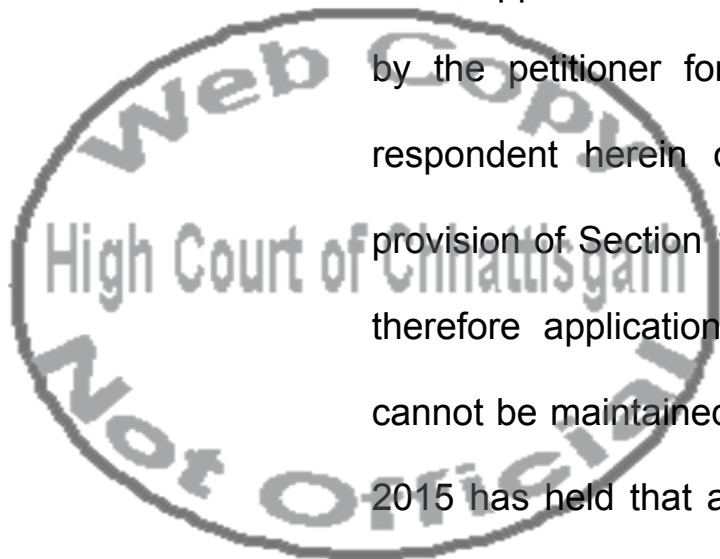 by the petitioner for
respondent herein
provision of Section
therefore application
cannot be maintained
2015 has held that a
Web Copy
High Court of Chhattisgarh
Not Official